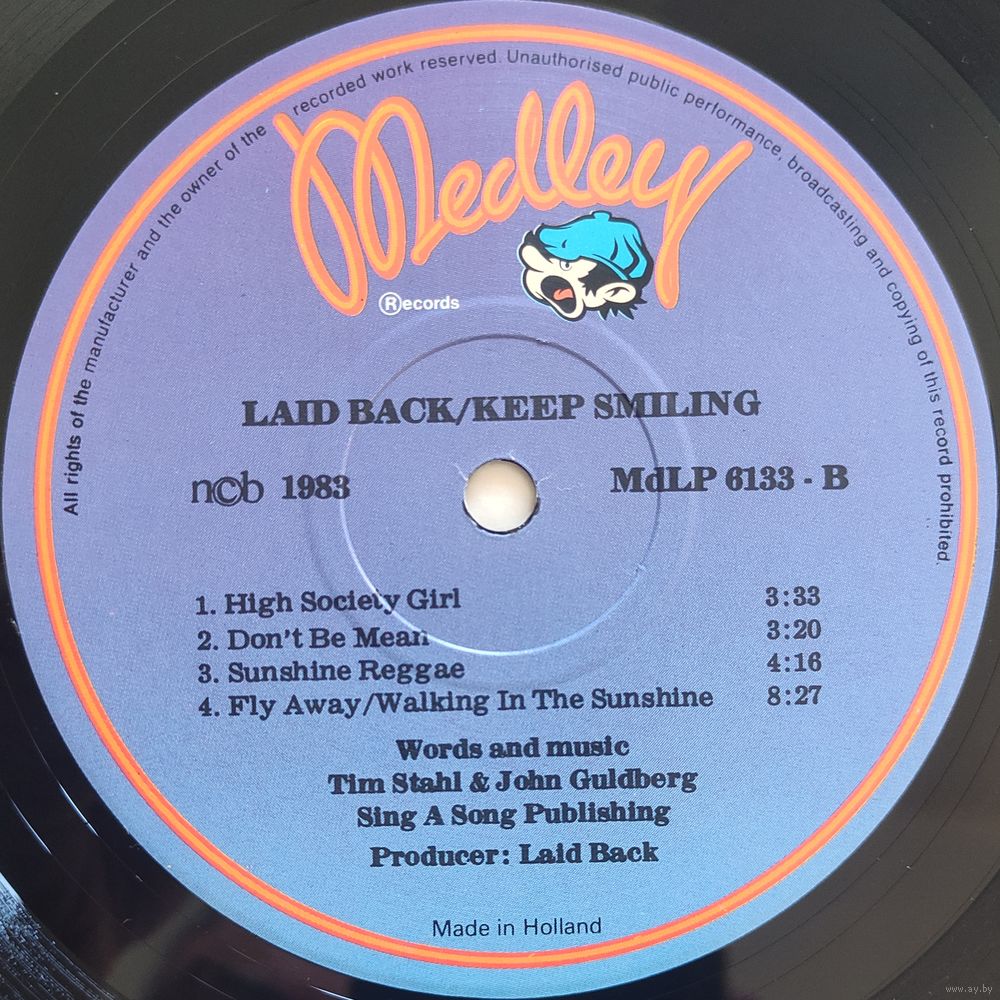 All rights of the manufacturer and the owner of the recorded work reserved. Unauthorised public performance, broadcasting and copying of this record prohibited.
Medley
Ⓡecords
LAID BACK/KEEP SMILING
n©b 1983
MdLP 6133 - B
1. High Society Girl 3:33
2. Don't Be Mean 3:20
3. Sunshine Reggae 4:16
4. Fly Away/Walking In The Sunshine 8:27
Words and music
Tim Stahl & John Guldberg
Sing A Song Publishing
Producer: Laid Back
Made in Holland
www.ay.by